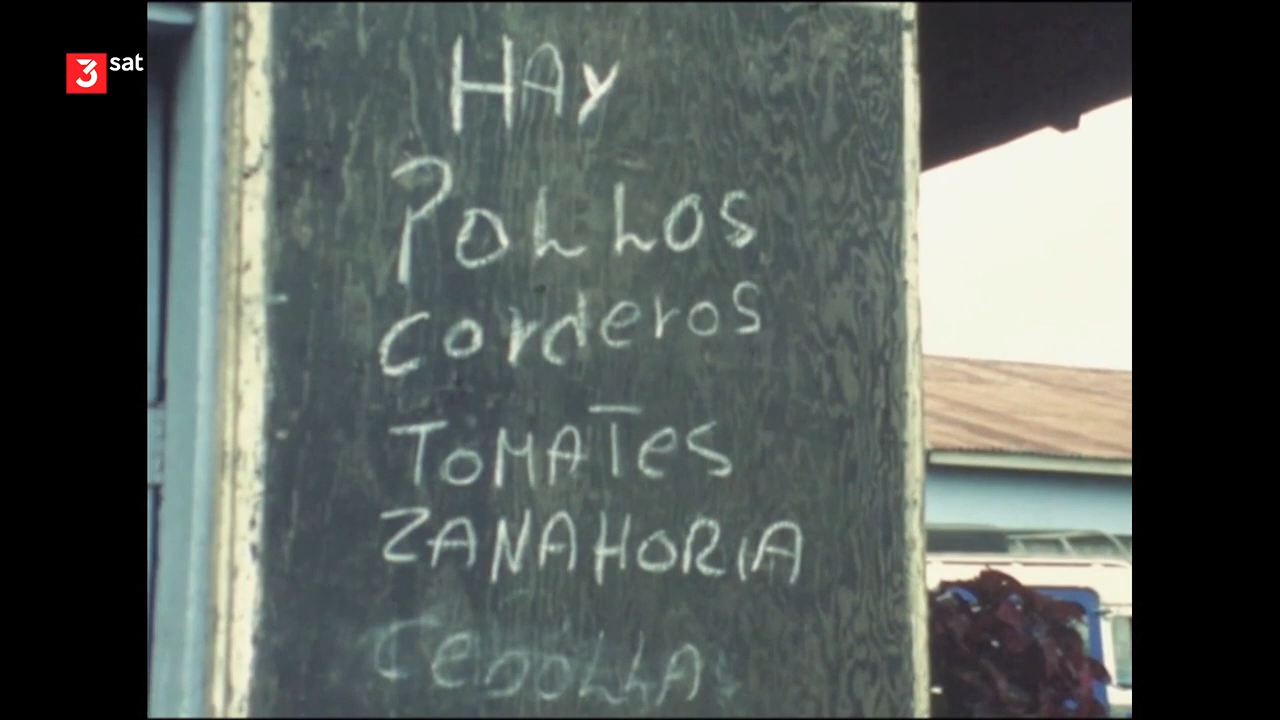 3sat
HAY
POLLOS
corderos
TOMATES
ZANAHORIA
CeBOLLAS